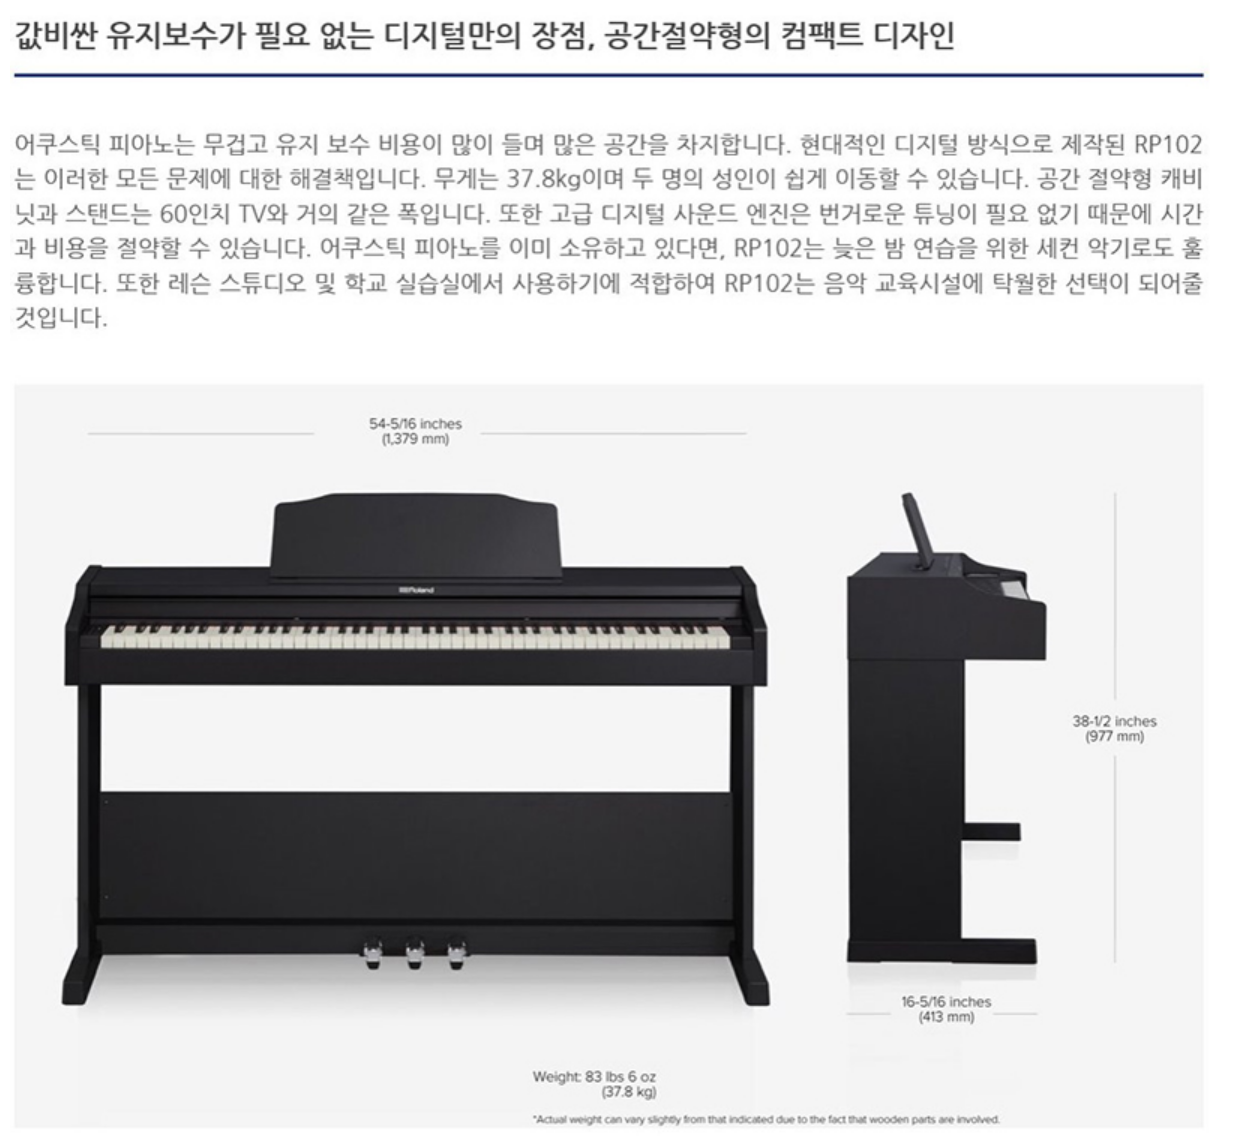 값비싼 유지보수가 필요 없는 디지털만의 장점, 공간절약형의 컴팩트 디자인
어쿠스틱 피아노는 무겁고 유지 보수 비용이 많이 들며 많은 공간을 차지합니다. 현대적인 디지털 방식으로 제작된 RP102
는 이러한 모든 문제에 대한 해결책입니다. 무게는 37.8kg이며 두 명의 성인이 쉽게 이동할 수 있습니다. 공간 절약형 캐비
닛과 스탠드는 60인치 TV와 거의 같은 폭입니다. 또한 고급 디지털 사운드 엔진은 번거로운 튜닝이 필요 없기 때문에 시간
과 비용을 절약할 수 있습니다. 어쿠스틱 피아노를 이미 소유하고 있다면, RP102는 늦은 밤 연습을 위한 세컨 악기로도 훌
륭합니다. 또한 레슨 스튜디오 및 학교 실습실에서 사용하기에 적합하여 RP102는 음악 교육시설에 탁월한 선택이 되어줄
것입니다.
54-5/16 inches
(1,379 mm)
Roland
38-1/2 inches
(977 mm)
16-5/16 inches
(413 mm)
Weight: 83 lbs 6 oz
(37.8 kg)
*Actual weight can vary slightly from that indicated due to the fact that wooden parts are involved.